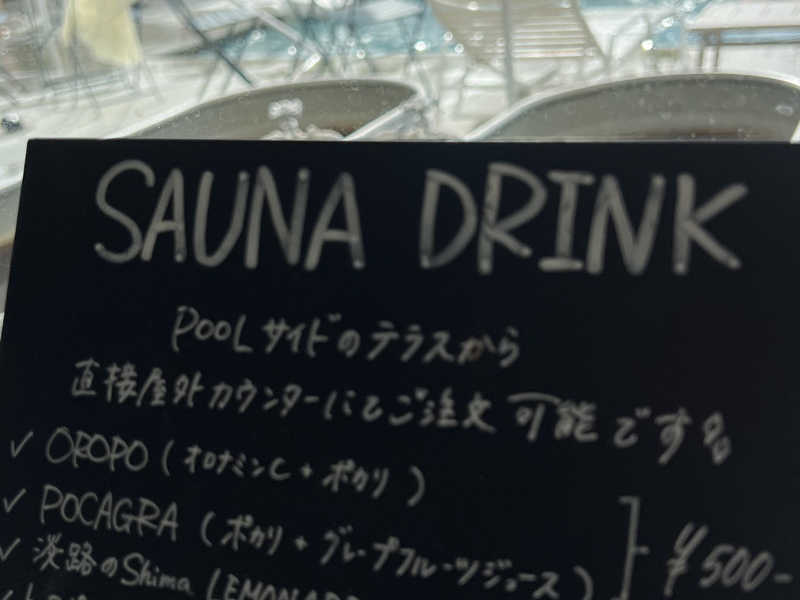 SAUNA DRINK
POOLサイドのテラスから
直接屋外カウンターにてご注文可能です
✓ OROPO (オロナミンC + ポカリ)
✓ POCAGRA (ポカリ + グレープフルーツジュース) ¥500-
✓ 淡路のShima LEMONADE